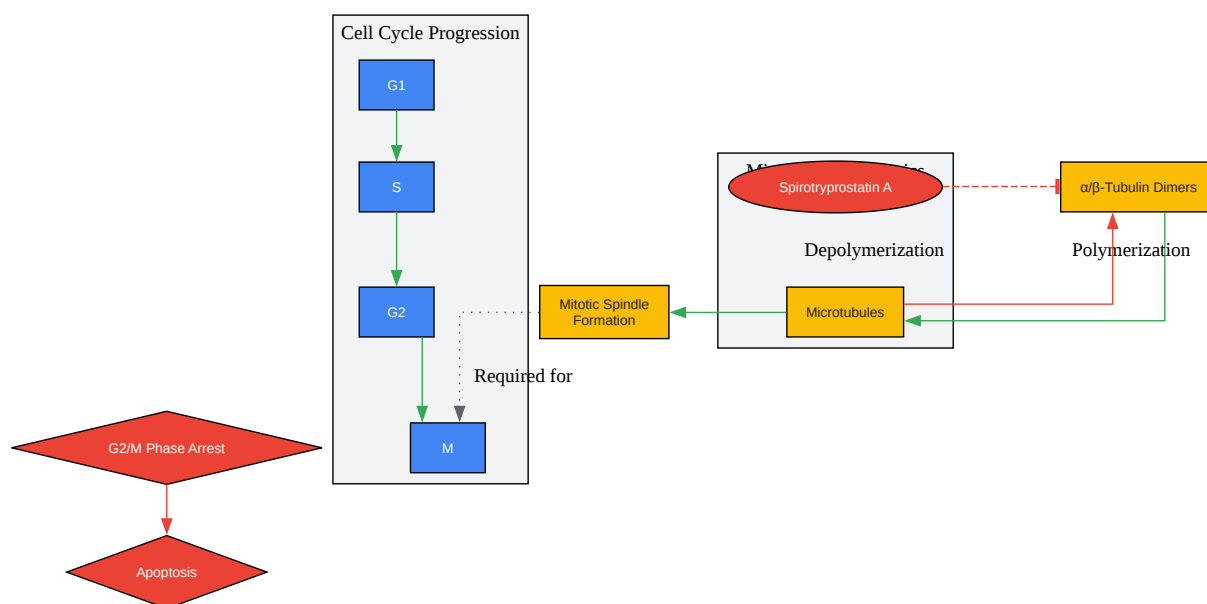 Cell Cycle Progression
G1
S
G2
M
Required for
Mitotic Spindle
Formation
Spirotryprostatin A
α/β-Tubulin Dimers
Depolymerization
Polymerization
Microtubules
G2/M Phase Arrest
Apoptosis